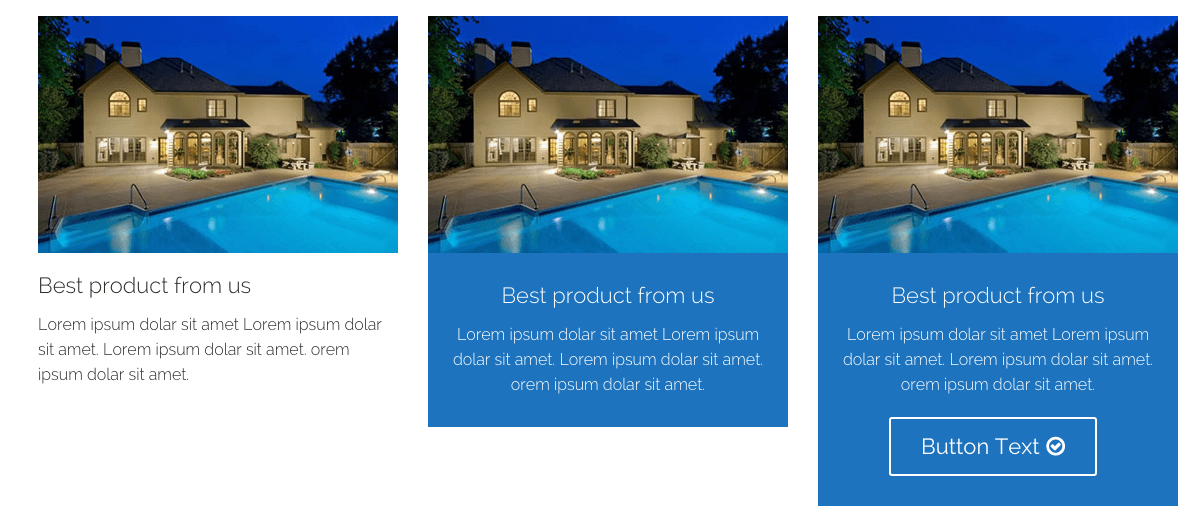 Best product from us
Lorem ipsum dolar sit amet Lorem ipsum dolar
sit amet. Lorem ipsum dolar sit amet. orem
ipsum dolar sit amet.
Best product from us
Lorem ipsum dolar sit amet Lorem ipsum
dolar sit amet. Lorem ipsum dolar sit amet.
orem ipsum dolar sit amet.
Best product from us
Lorem ipsum dolar sit amet Lorem ipsum
dolar sit amet. Lorem ipsum dolar sit amet.
orem ipsum dolar sit amet.
Button Text